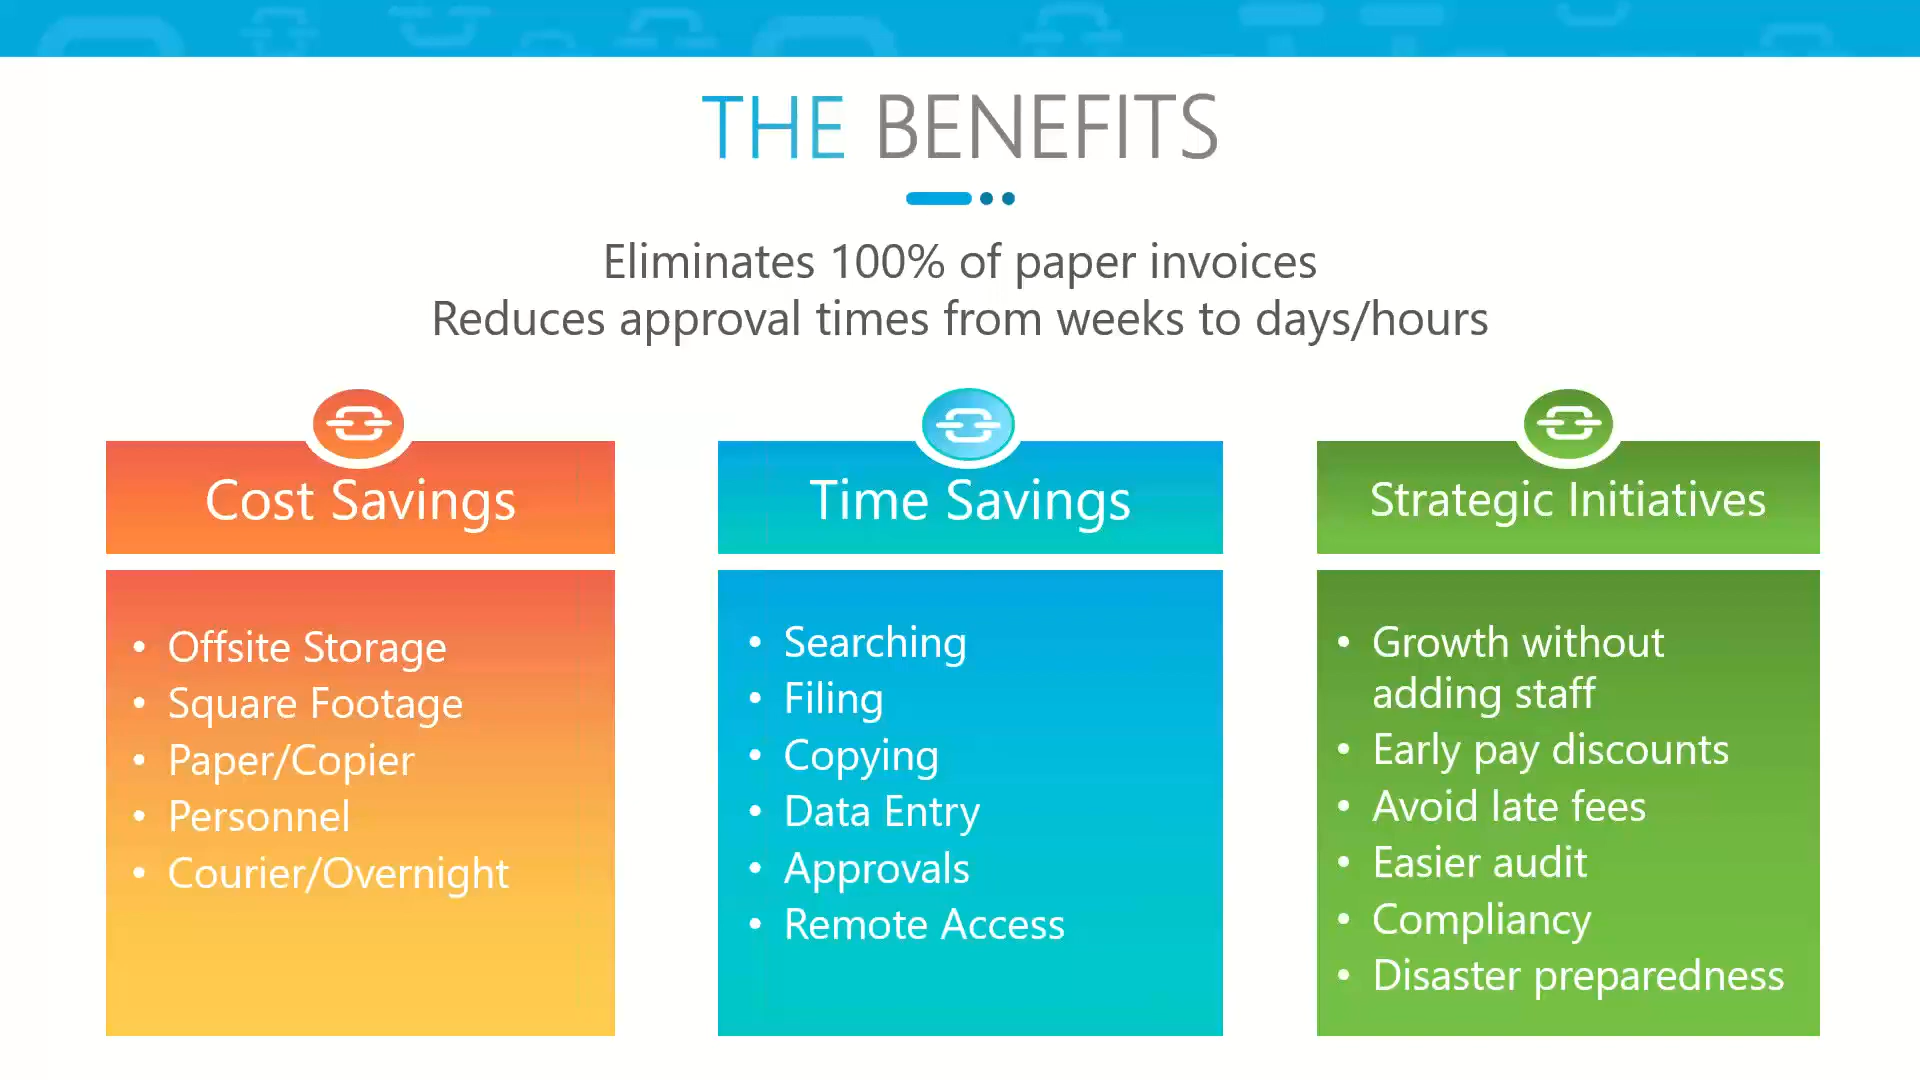 THE BENEFITS
Eliminates 100% of paper invoices
Reduces approval times from weeks to days/hours
Cost Savings
• Offsite Storage
• Square Footage
• Paper/Copier
• Personnel
• Courier/Overnight
Time Savings
• Searching
• Filing
• Copying
• Data Entry
• Approvals
• Remote Access
Strategic Initiatives
• Growth without
adding staff
• Early pay discounts
• Avoid late fees
• Easier audit
• Compliancy
• Disaster preparedness